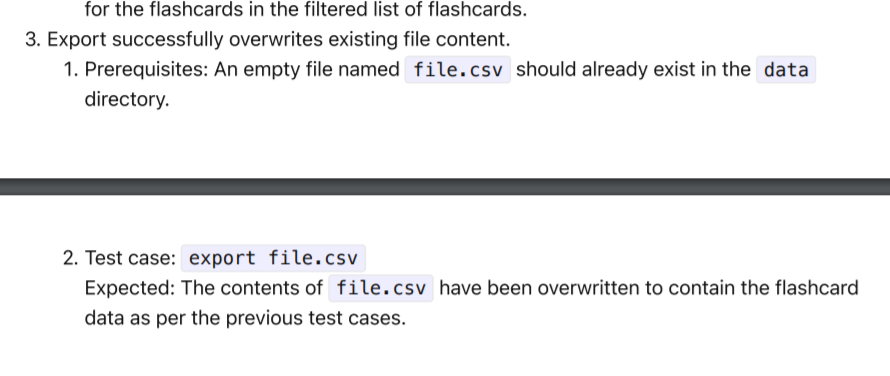 for the flashcards in the filtered list of flashcards.
3. Export successfully overwrites existing file content.
1. Prerequisites: An empty file named file.csv should already exist in the data
directory.
2. Test case: export file.csv
Expected: The contents of file.csv have been overwritten to contain the flashcard
data as per the previous test cases.